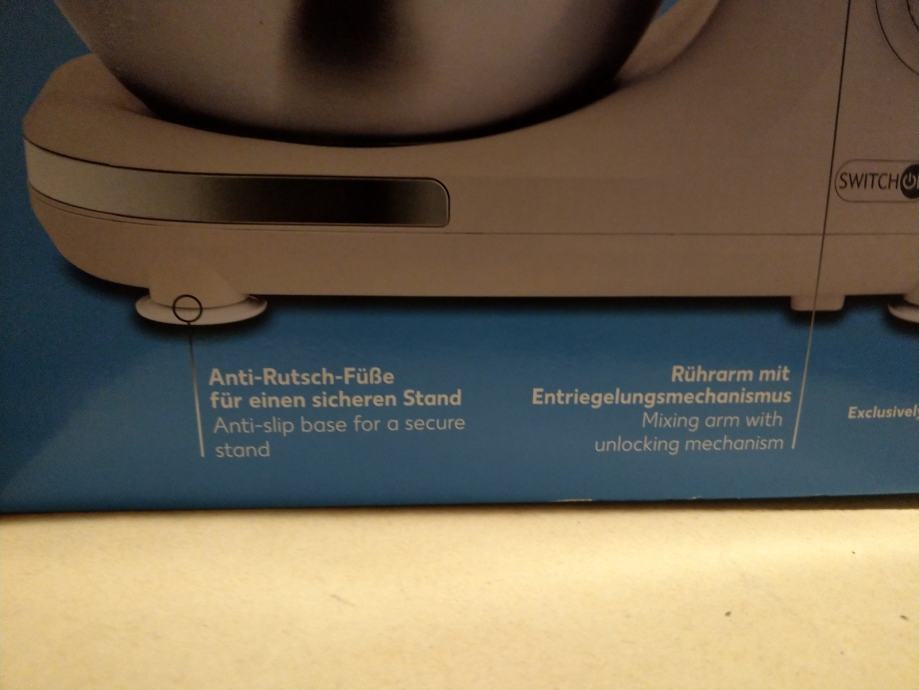 SWITCH
Anti-Rutsch-Füße
für einen sicheren Stand
Anti-slip base for a secure
stand
Rührarm mit
Entriegelungsmechanismus
Mixing arm with
unlocking mechanism
Exclusively